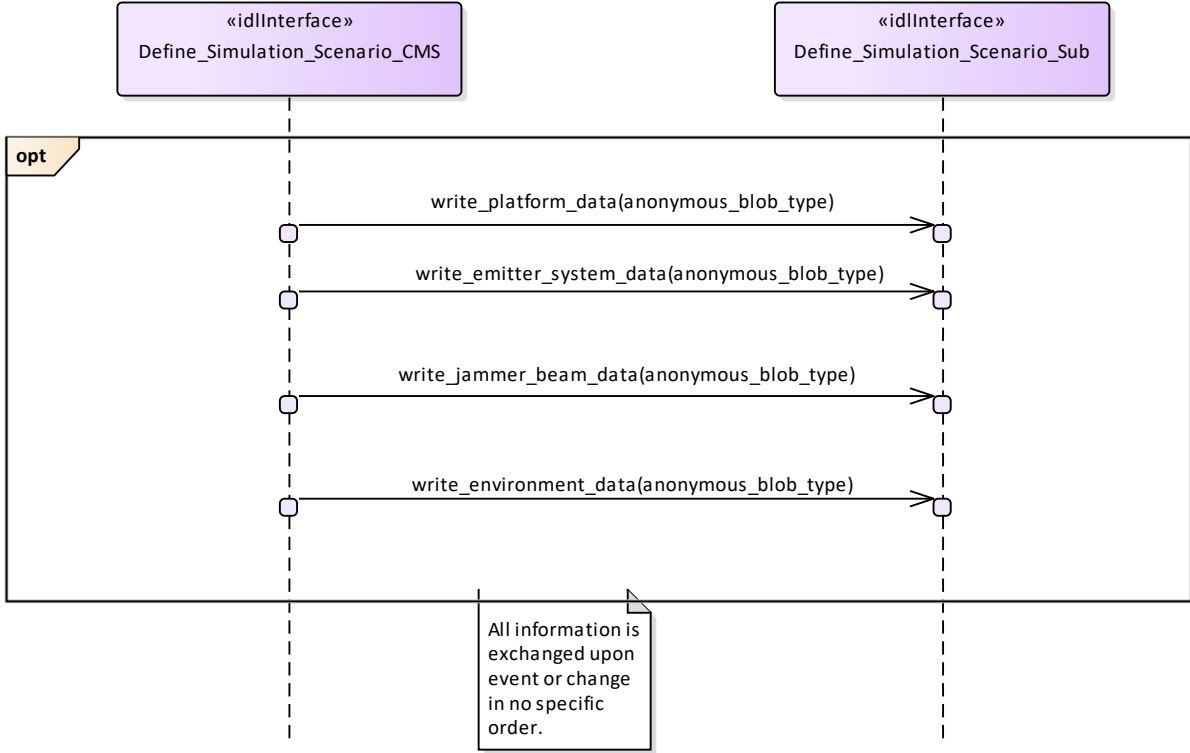 «idlInterface»
Define_Simulation_Scenario_CMS
«idlInterface»
Define_Simulation_Scenario_Sub
opt
write_platform_data(anonymous_blob_type)
write_emitter_system_data(anonymous_blob_type)
write_jammer_beam_data(anonymous_blob_type)
write_environment_data(anonymous_blob_type)
All information is
exchanged upon
event or change
in no specific
order.